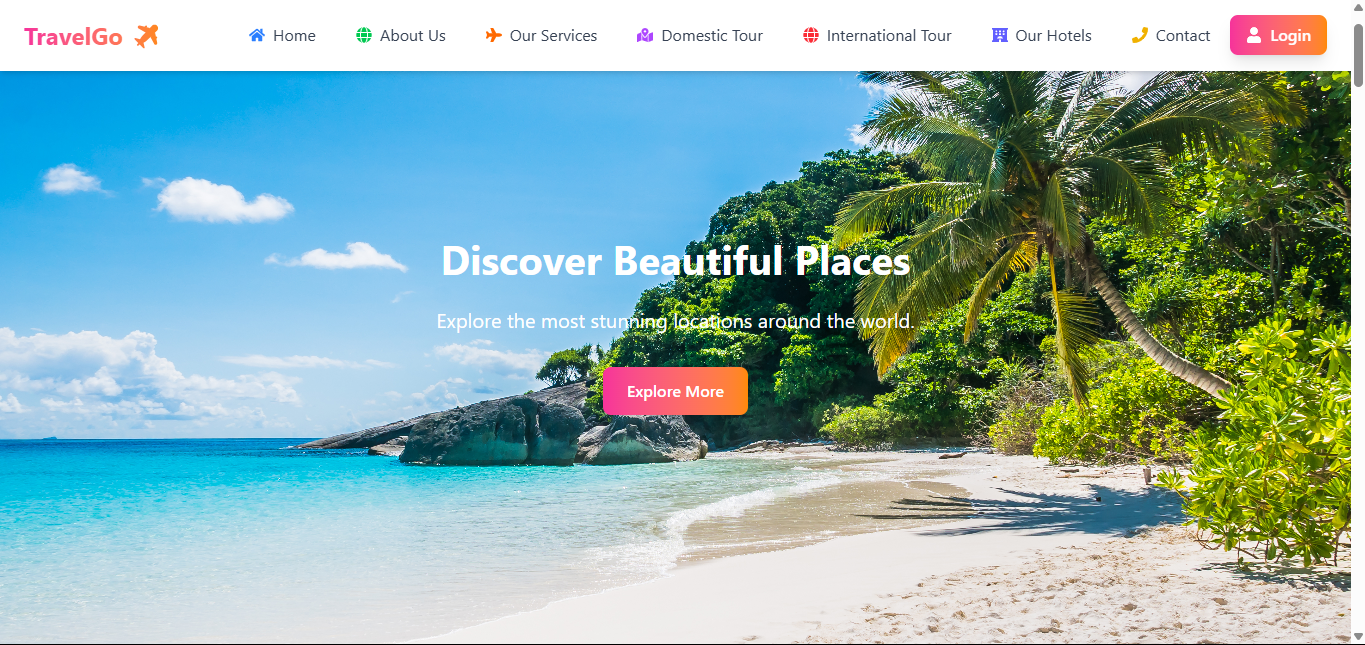 TravelGo
Home
About Us
Our Services
Domestic Tour
International Tour
Our Hotels
Contact
Login
Discover Beautiful Places
Explore the most stunning locations around the world.
Explore More